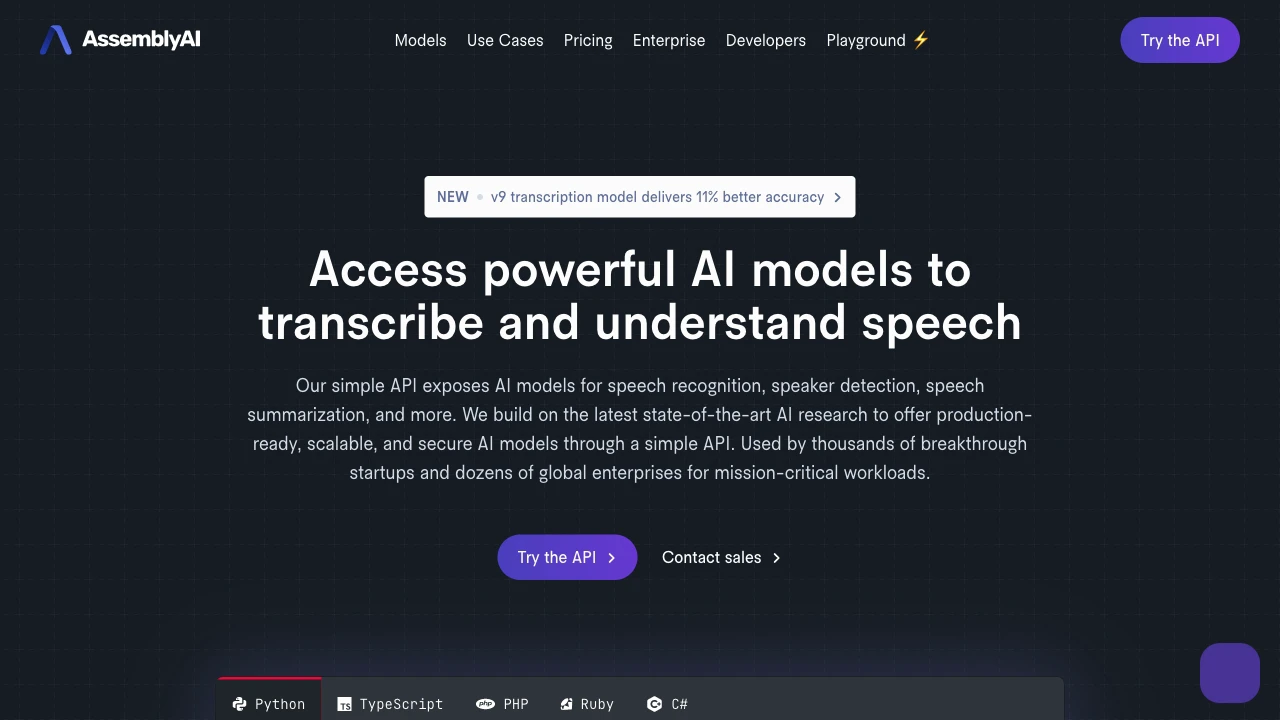 AssemblyAI
Models Use Cases Pricing Enterprise Developers Playground ⚡
Try the API
NEW • v9 transcription model delivers 11% better accuracy
Access powerful AI models to
transcribe and understand speech
Our simple API exposes AI models for speech recognition, speaker detection, speech
summarization, and more. We build on the latest state-of-the-art AI research to offer production-
ready, scalable, and secure AI models through a simple API. Used by thousands of breakthrough
startups and dozens of global enterprises for mission-critical workloads.
Try the API
Contact sales
Python
TS TypeScript
php PHP
Ruby
C#